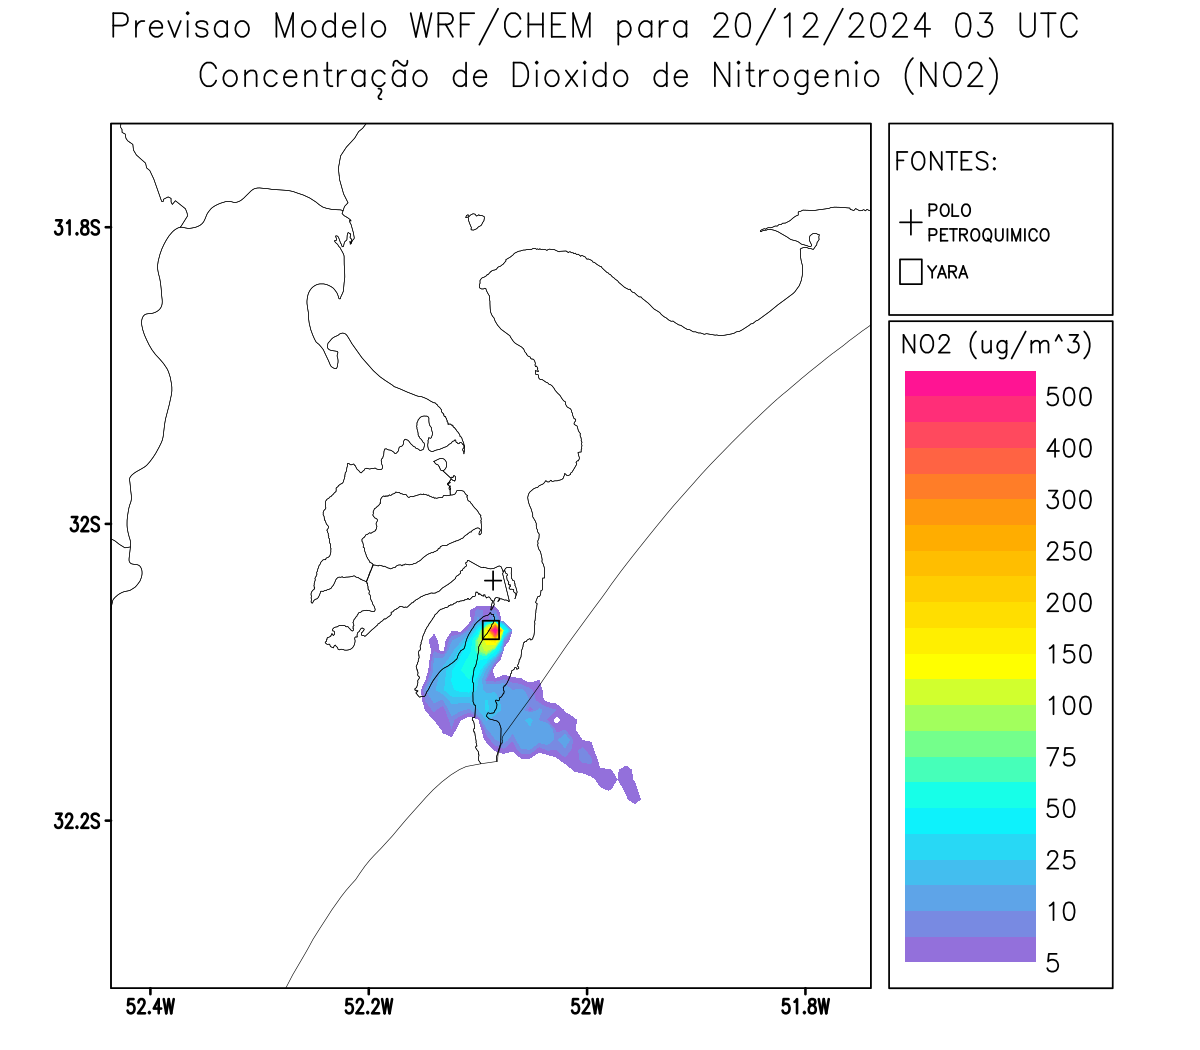 Previsao Modelo WRF/CHEM para 20/12/2024 03 UTC
Concentração de Dioxido de Nitrogenio (NO2)
FONTES:
POLO
PETROQUIMICO
YARA
NO2 (ug/m^3)
500
400
300
250
200
150
100
75
50
25
10
5
31.8S
32S
32.2S
52.4W
52.2W
52W
51.8W